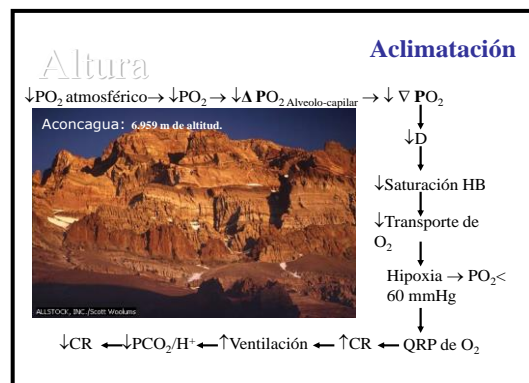 Altura
Aclimatación
↓PO₂ atmosférico → ↓PO₂ → ↓Δ PO₂ Alveolo-capilar → ↓ ∇ PO₂
Aconcagua: 6.959 m de altitud.
↓D
↓Saturación HB
↓Transporte de
O₂
Hipoxia → PO₂<
60 mmHg
ALLSTOCK, INC./Scott Woolums
↓CR ← ↓PCO₂/H⁺ ← ↑Ventilación ← ↑CR ← QRP de O₂